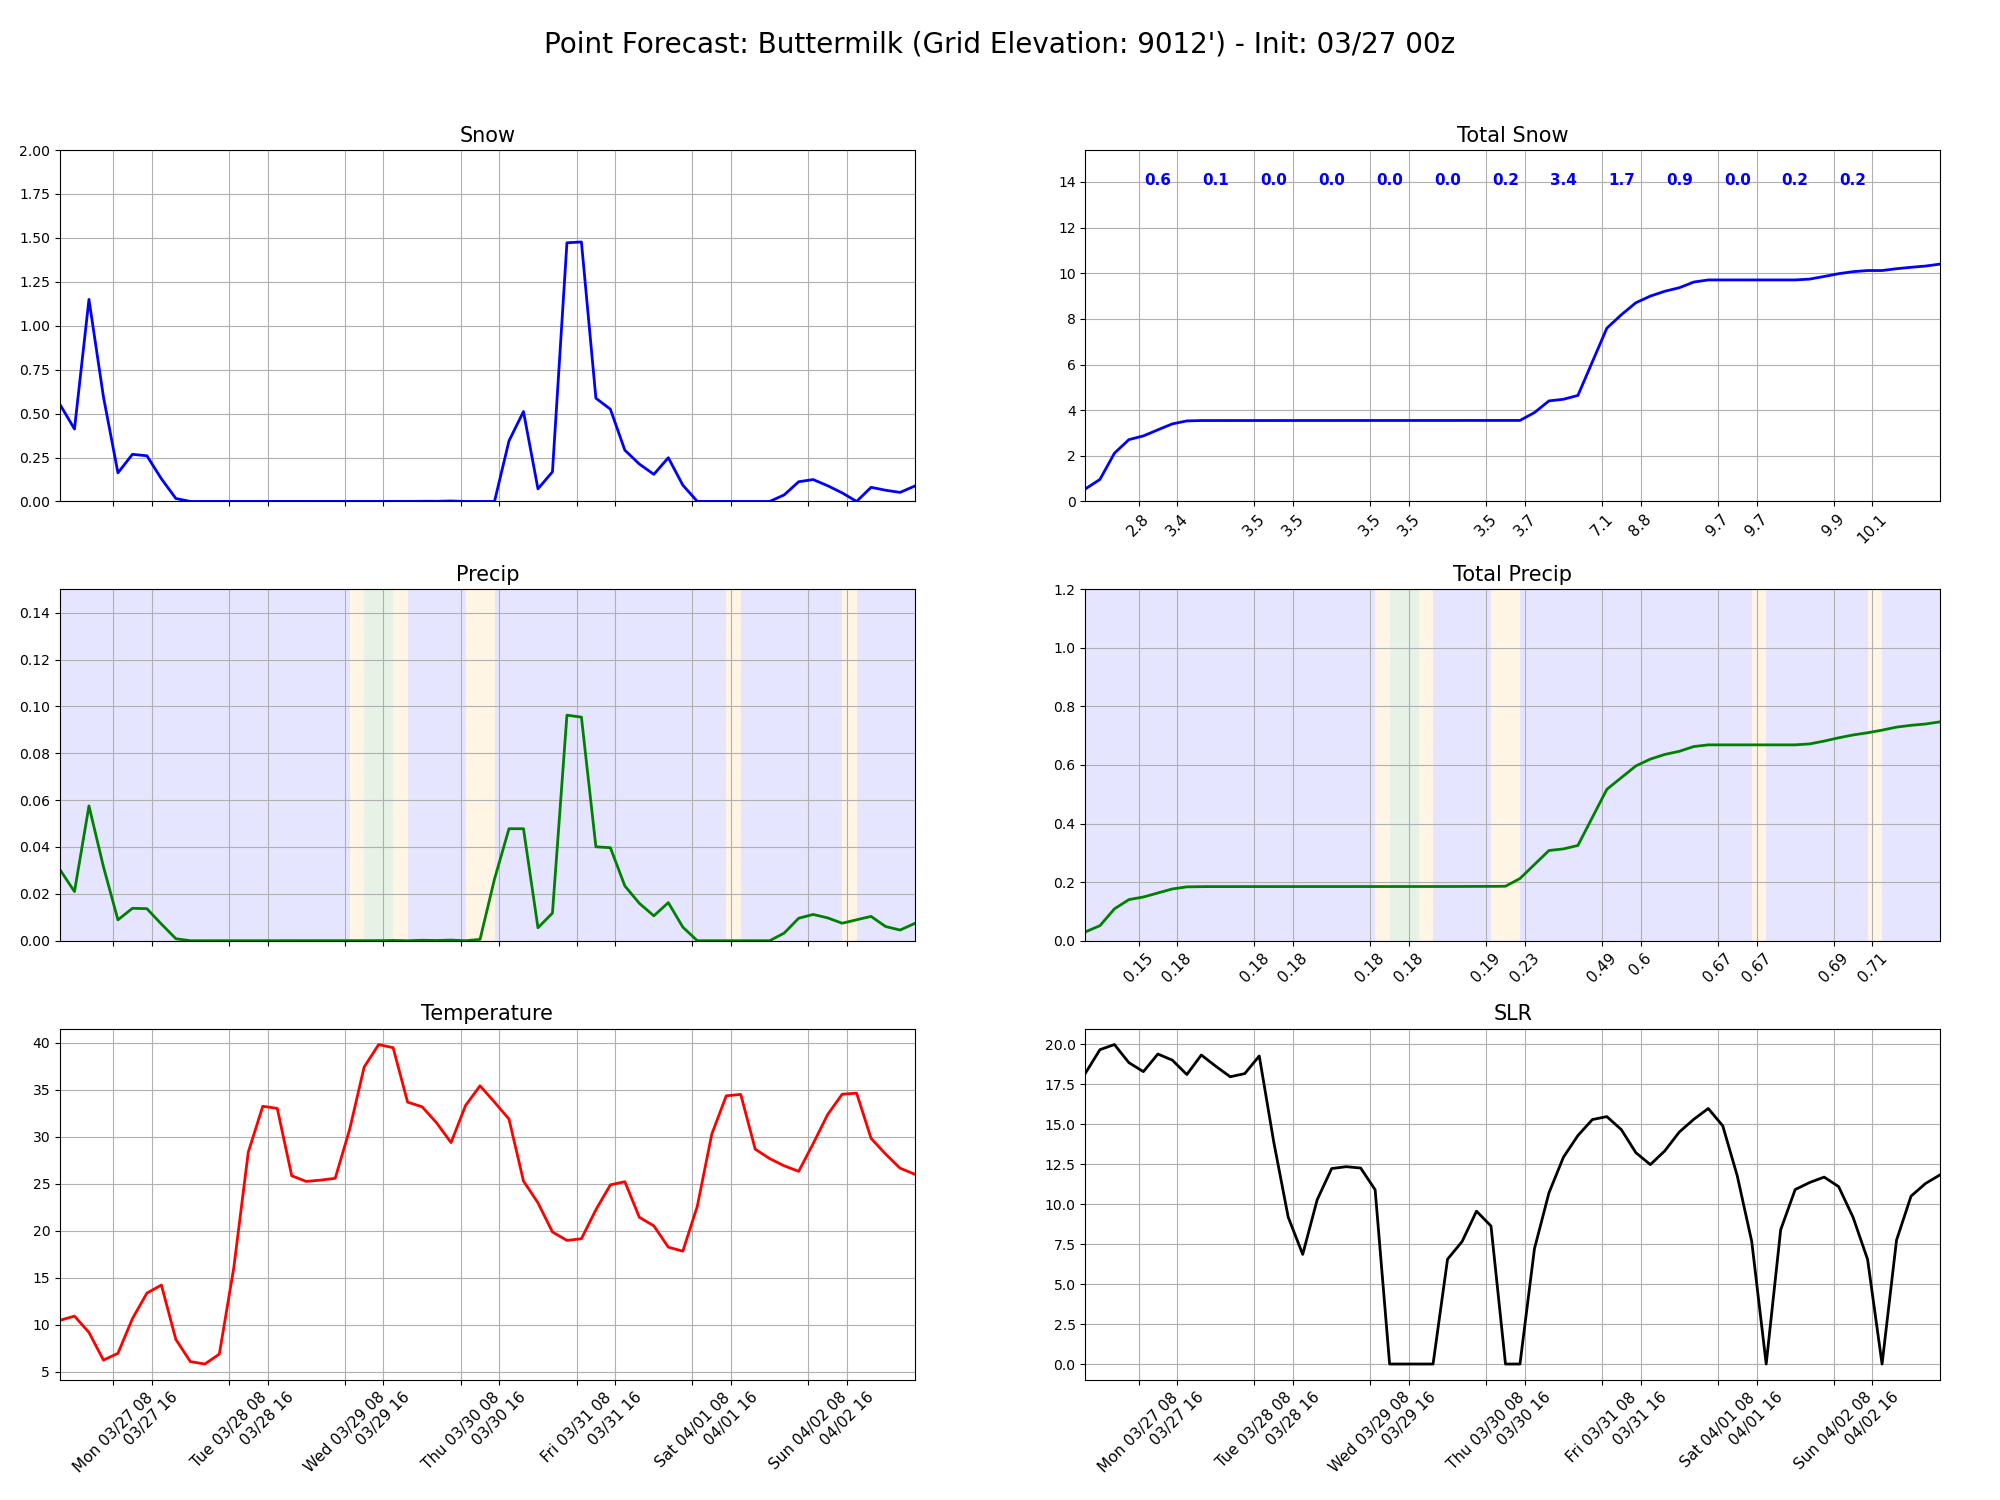 Point Forecast: Buttermilk (Grid Elevation: 9012') - Init: 03/27 00z
Snow
2.00
1.75
1.50
1.25
1.00
0.75
0.50
0.25
0.00
Total Snow
0.6 0.1 0.0 0.0 0.0 0.0 0.2 3.4 1.7 0.9 0.0 0.2 0.2
14
12
10
8
6
4
2
0
2.8 3.4 3.5 3.5 3.5 3.5 3.5 3.7 7.1 8.8 9.7 9.7 9.9 10.1
Precip
0.14
0.12
0.10
0.08
0.06
0.04
0.02
0.00
Total Precip
1.2
1.0
0.8
0.6
0.4
0.2
0.0
0.15 0.18 0.18 0.18 0.18 0.18 0.19 0.23 0.49 0.6 0.67 0.67 0.69 0.71
Temperature
40
35
30
25
20
15
10
5
Mon 03/27 08
03/27 16
Tue 03/28 08
03/28 16
Wed 03/29 08
03/29 16
Thu 03/30 08
03/30 16
Fri 03/31 08
03/31 16
Sat 04/01 08
04/01 16
Sun 04/02 08
04/02 16
SLR
20.0
17.5
15.0
12.5
10.0
7.5
5.0
2.5
0.0
Mon 03/27 08
03/27 16
Tue 03/28 08
03/28 16
Wed 03/29 08
03/29 16
Thu 03/30 08
03/30 16
Fri 03/31 08
03/31 16
Sat 04/01 08
04/01 16
Sun 04/02 08
04/02 16